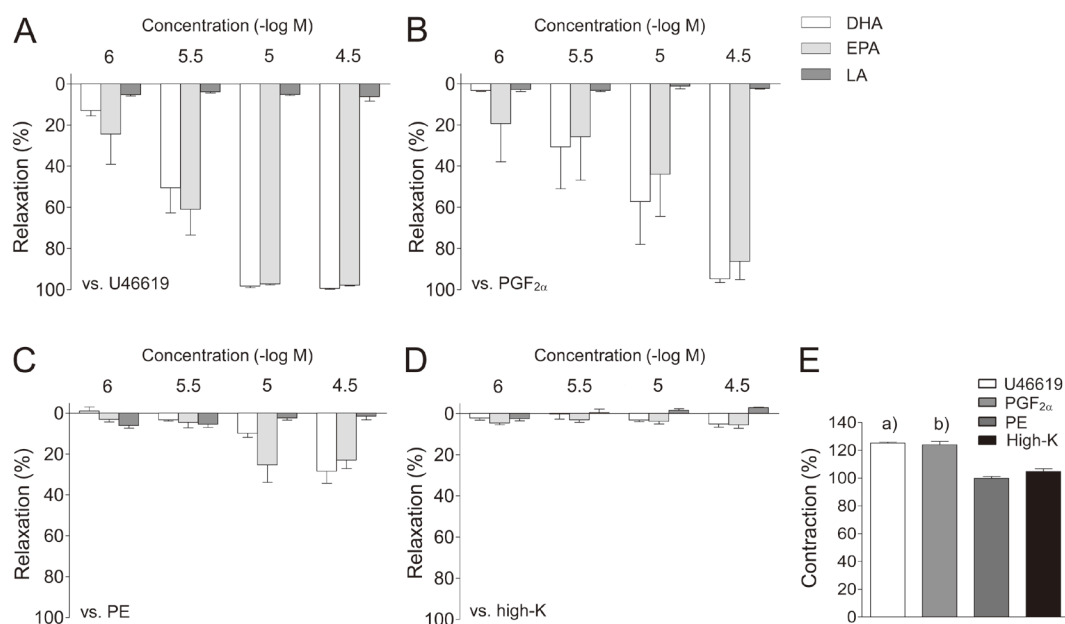 A
Concentration (-log M)
6 5.5 5 4.5
Relaxation (%)
0
20
40
60
80
100
vs. U46619
B
Concentration (-log M)
6 5.5 5 4.5
Relaxation (%)
0
20
40
60
80
100
vs. PGF2α
DHA
EPA
LA
C
Concentration (-log M)
6 5.5 5 4.5
Relaxation (%)
0
20
40
60
80
100
vs. PE
D
Concentration (-log M)
6 5.5 5 4.5
Relaxation (%)
0
20
40
60
80
100
vs. high-K
E
U46619
PGF2α
PE
High-K
a) b)
Contraction (%)
140
120
100
80
60
40
20
0